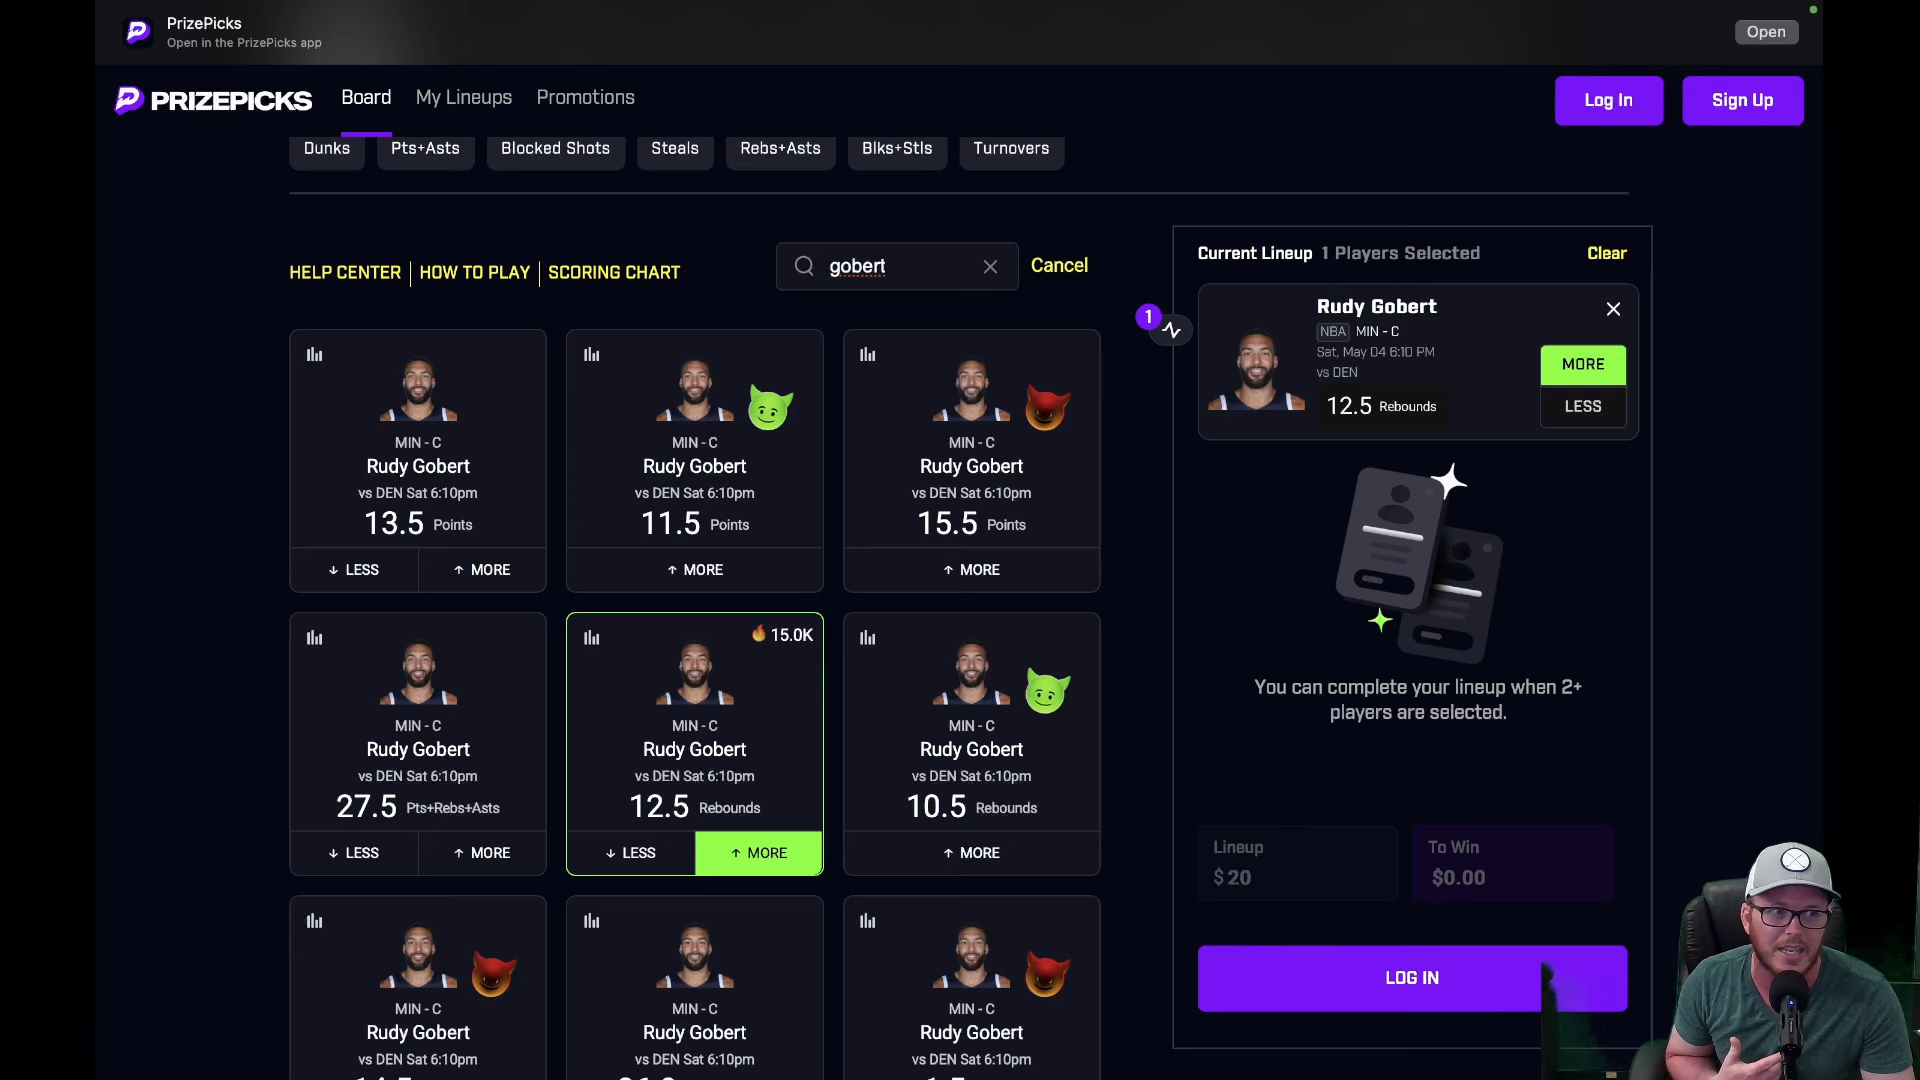 PrizePicks
Open in the PrizePicks app
Open
PRIZEPICKS
Board
My Lineups
Promotions
Log In
Sign Up
Dunks
Pts+Asts
Blocked Shots
Steals
Rebs+Asts
Blks+Stls
Turnovers
HELP CENTER
HOW TO PLAY
SCORING CHART
gobert
Cancel
MIN - C
Rudy Gobert
vs DEN Sat 6:10pm
13.5 Points
LESS
MORE
MIN - C
Rudy Gobert
vs DEN Sat 6:10pm
11.5 Points
MORE
MIN - C
Rudy Gobert
vs DEN Sat 6:10pm
15.5 Points
MORE
MIN - C
Rudy Gobert
vs DEN Sat 6:10pm
27.5 Pts+Rebs+Asts
LESS
MORE
15.0K
MIN - C
Rudy Gobert
vs DEN Sat 6:10pm
12.5 Rebounds
LESS
MORE
MIN - C
Rudy Gobert
vs DEN Sat 6:10pm
10.5 Rebounds
MORE
MIN - C
Rudy Gobert
vs DEN Sat 6:10pm
MIN - C
Rudy Gobert
vs DEN Sat 6:10pm
MIN - C
Rudy Gobert
vs DEN Sat 6:10pm
Current Lineup 1 Players Selected
Clear
1
Rudy Gobert
NBA MIN - C
Sat, May 04 6:10 PM
vs DEN
12.5 Rebounds
MORE
LESS
You can complete your lineup when 2+
players are selected.
Lineup
$ 20
To Win
$0.00
LOG IN